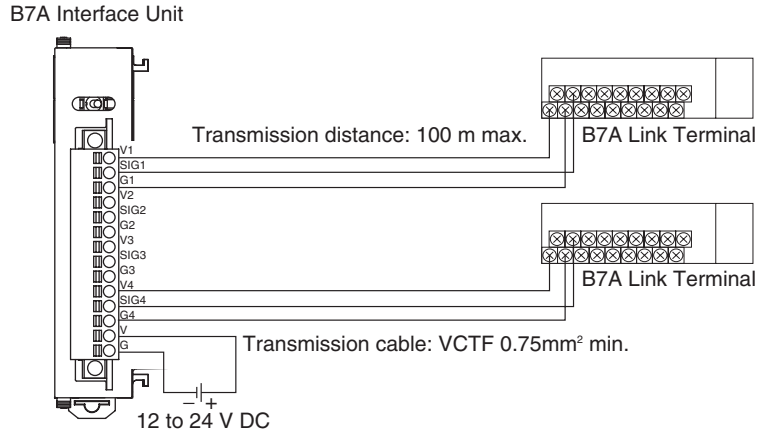 B7A Interface Unit
Transmission distance: 100 m max.
B7A Link Terminal
V1
SIG1
G1
V2
SIG2
G2
V3
SIG3
G3
V4
SIG4
G4
V
G
B7A Link Terminal
Transmission cable: VCTF 0.75mm² min.
− +
12 to 24 V DC